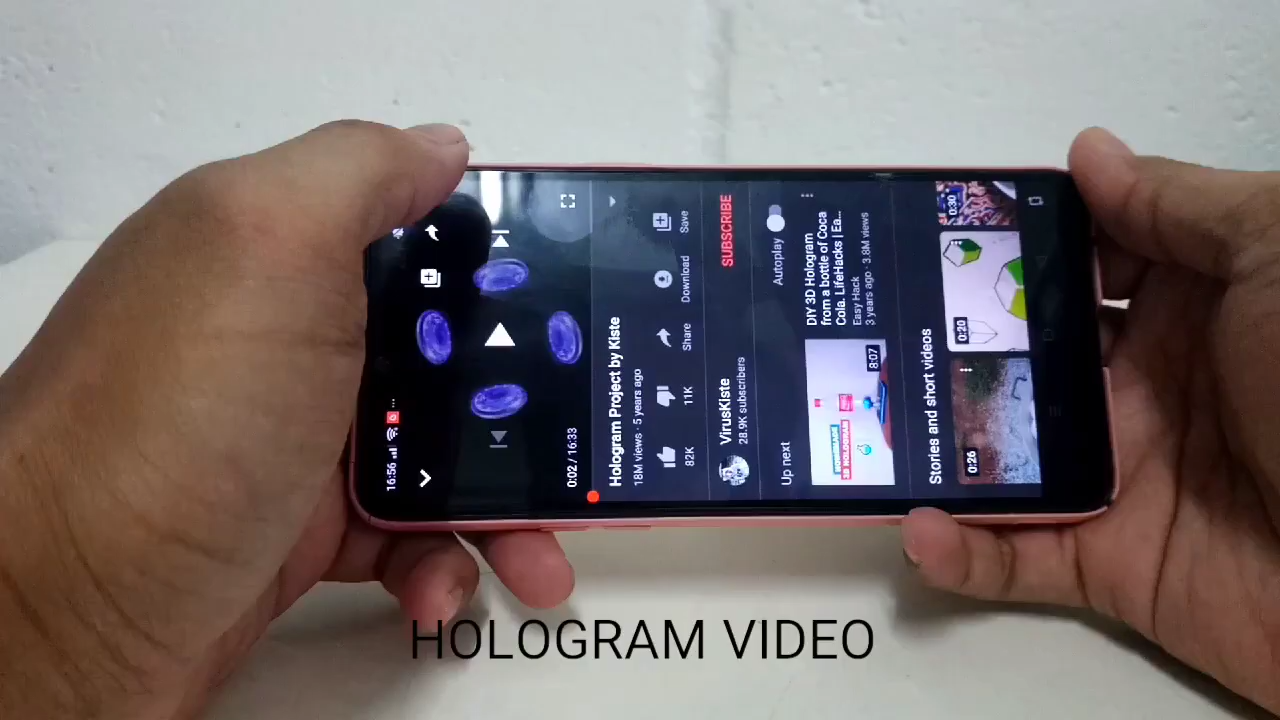 16:56
0:02 / 16:33
Hologram Project by Kiste
18M views · 5 years ago
82K
11K
Share
Download
Save
VirusKiste
28.9K subscribers
SUBSCRIBE
Up next
Autoplay
8:07
DIY 3D Hologram
from a bottle of Coca
Cola. LifeHacks | Ea...
Easy Hack
3 years ago · 3.8M views
HOMEMADE
3D HOLOGRAM
Stories and short videos
0:26
0:20
0:30
HOLOGRAM VIDEO